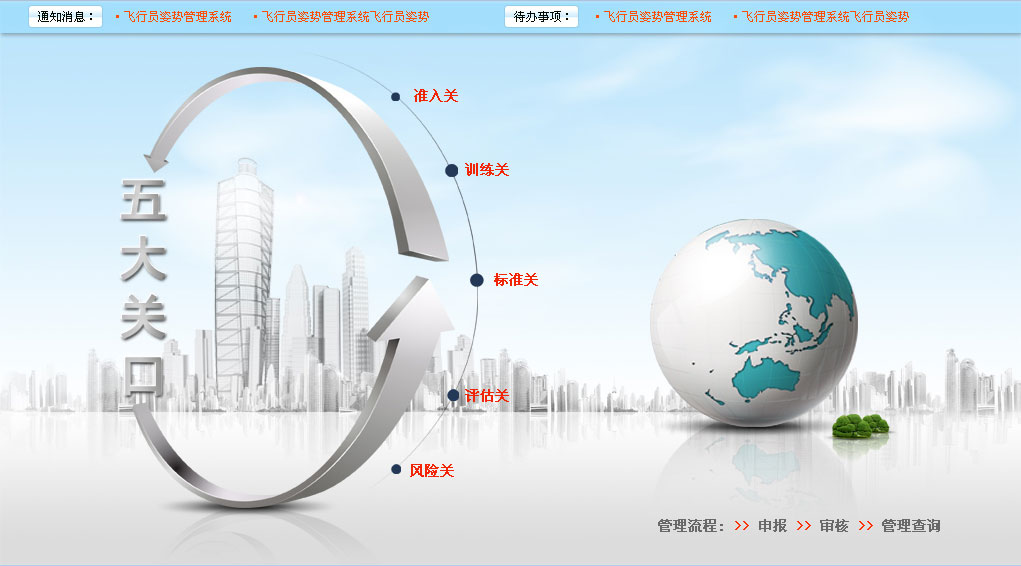 通知消息： • 飞行员姿势管理系统 • 飞行员姿势管理系统飞行员姿势 待办事项： • 飞行员姿势管理系统 • 飞行员姿势管理系统飞行员姿势
准入关
训练关
五大关口
标准关
评估关
风险关
管理流程： >> 申报 >> 审核 >> 管理查询